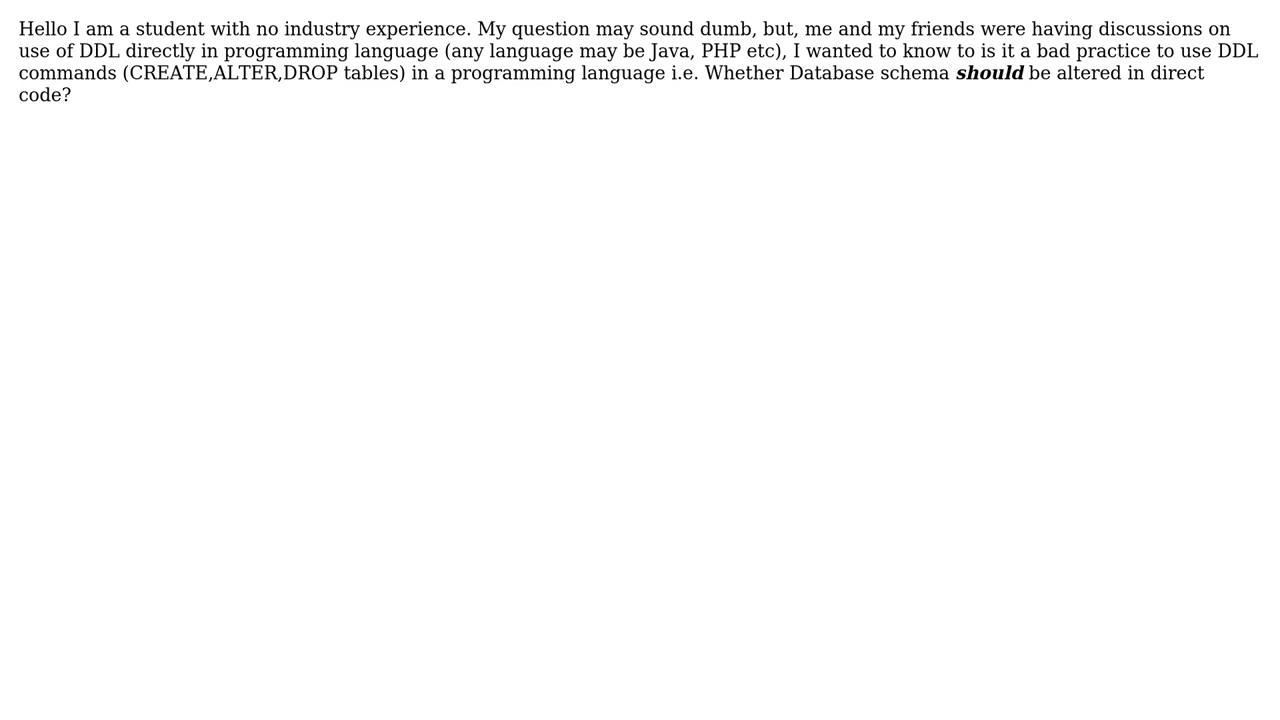 Hello I am a student with no industry experience. My question may sound dumb, but, me and my friends were having discussions on
use of DDL directly in programming language (any language may be Java, PHP etc), I wanted to know to is it a bad practice to use DDL
commands (CREATE,ALTER,DROP tables) in a programming language i.e. Whether Database schema should be altered in direct
code?